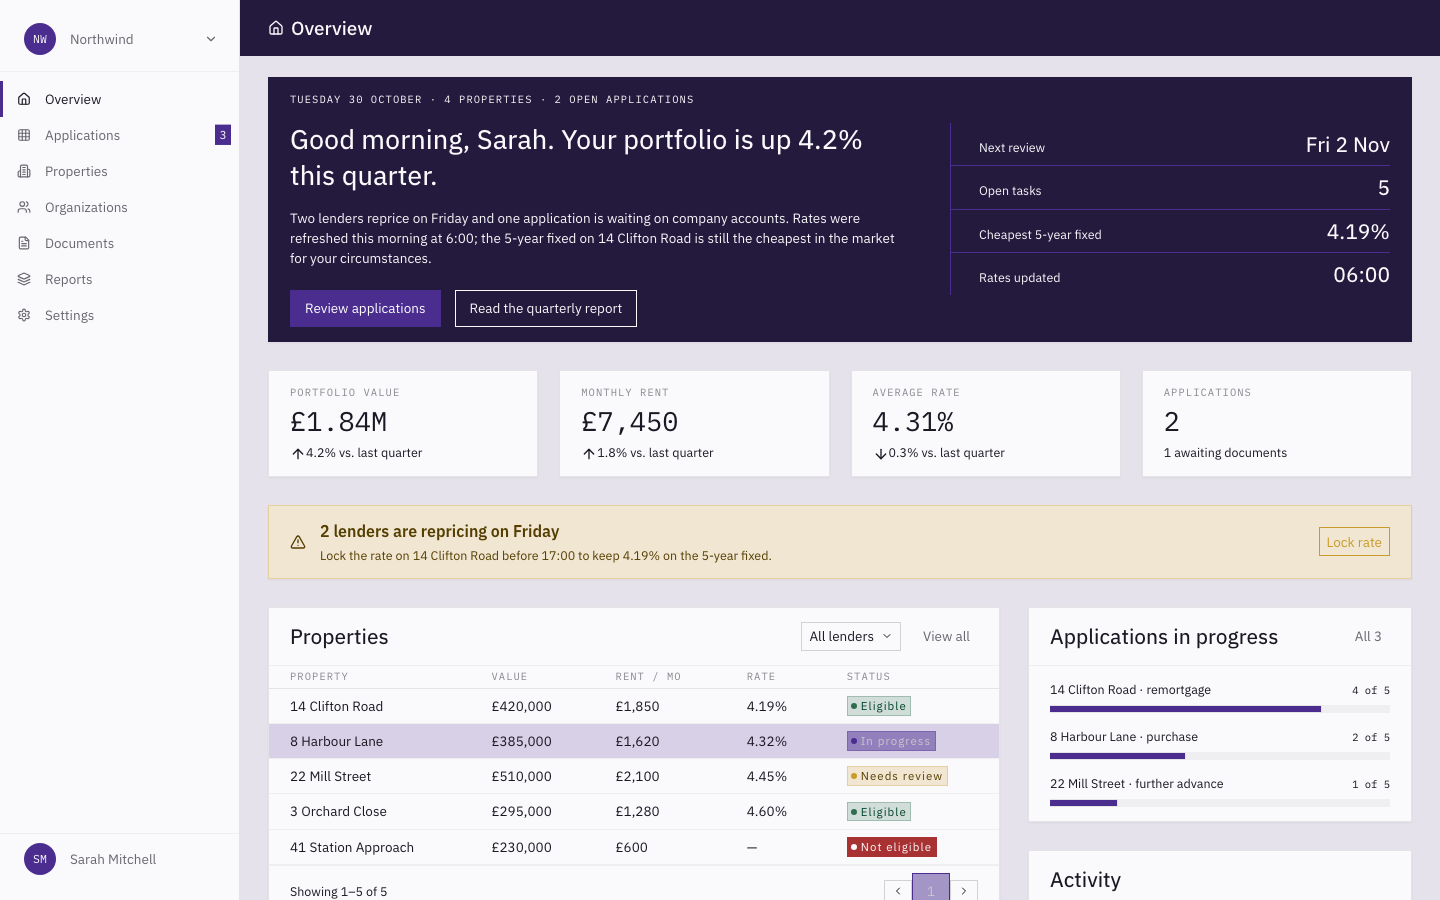 NW Northwind
Overview
Applications 3
Properties
Organizations
Documents
Reports
Settings
SM Sarah Mitchell
Overview
TUESDAY 30 OCTOBER · 4 PROPERTIES · 2 OPEN APPLICATIONS
Good morning, Sarah. Your portfolio is up 4.2%
this quarter.
Two lenders reprice on Friday and one application is waiting on company accounts. Rates were
refreshed this morning at 6:00; the 5-year fixed on 14 Clifton Road is still the cheapest in the market
for your circumstances.
Review applications Read the quarterly report
Next review Fri 2 Nov
Open tasks 5
Cheapest 5-year fixed 4.19%
Rates updated 06:00
PORTFOLIO VALUE
£1.84M
4.2% vs. last quarter
MONTHLY RENT
£7,450
1.8% vs. last quarter
AVERAGE RATE
4.31%
0.3% vs. last quarter
APPLICATIONS
2
1 awaiting documents
2 lenders are repricing on Friday
Lock the rate on 14 Clifton Road before 17:00 to keep 4.19% on the 5-year fixed.
Lock rate
Properties All lenders View all
PROPERTY VALUE RENT / MO RATE STATUS
14 Clifton Road £420,000 £1,850 4.19% Eligible
8 Harbour Lane £385,000 £1,620 4.32% In progress
22 Mill Street £510,000 £2,100 4.45% Needs review
3 Orchard Close £295,000 £1,280 4.60% Eligible
41 Station Approach £230,000 £600 — Not eligible
Showing 1–5 of 5 1
Applications in progress All 3
14 Clifton Road · remortgage 4 of 5
8 Harbour Lane · purchase 2 of 5
22 Mill Street · further advance 1 of 5
Activity